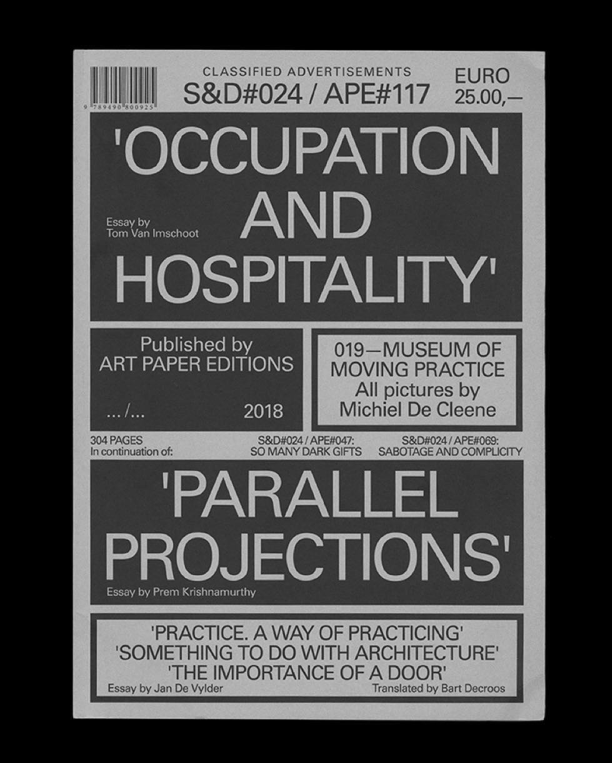 CLASSIFIED ADVERTISEMENTS
S&D#024 / APE#117
EURO
25.00,—
9 789490 800925
'OCCUPATION
AND
HOSPITALITY'
Essay by
Tom Van Imschoot
Published by
ART PAPER EDITIONS
... /...
2018
019—MUSEUM OF
MOVING PRACTICE
All pictures by
Michiel De Cleene
304 PAGES
In continuation of:
S&D#024 / APE#047:
SO MANY DARK GIFTS
S&D#024 / APE#069:
SABOTAGE AND COMPLICITY
'PARALLEL
PROJECTIONS'
Essay by Prem Krishnamurthy
'PRACTICE. A WAY OF PRACTICING'
'SOMETHING TO DO WITH ARCHITECTURE'
'THE IMPORTANCE OF A DOOR'
Essay by Jan De Vylder
Translated by Bart Decroos